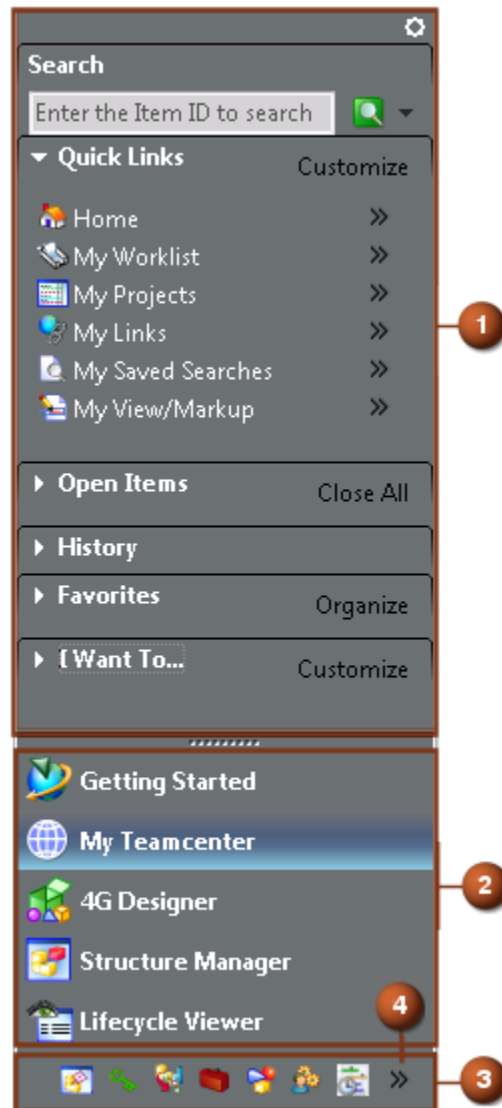 Search
Enter the Item ID to search
Quick Links Customize
Home »
My Worklist »
My Projects »
My Links »
My Saved Searches »
My View/Markup »
Open Items Close All
History
Favorites Organize
I Want To... Customize
1
Getting Started
My Teamcenter
4G Designer
Structure Manager
Lifecycle Viewer
2
4
» 3